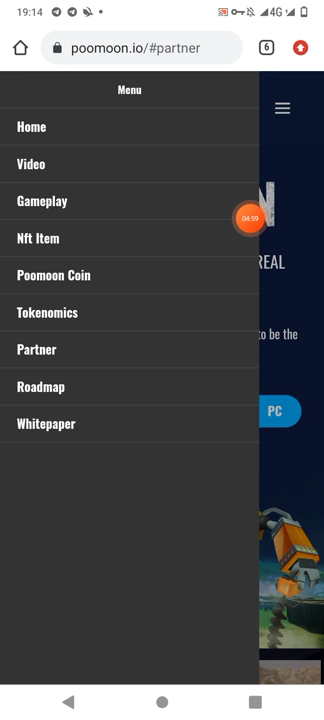 19:14
4G
poomoon.io/#partner
6
Menu
Home
Video
Gameplay
Nft Item
04:59
REAL
Poomoon Coin
Tokenomics
to be the
Partner
Roadmap
PC
Whitepaper